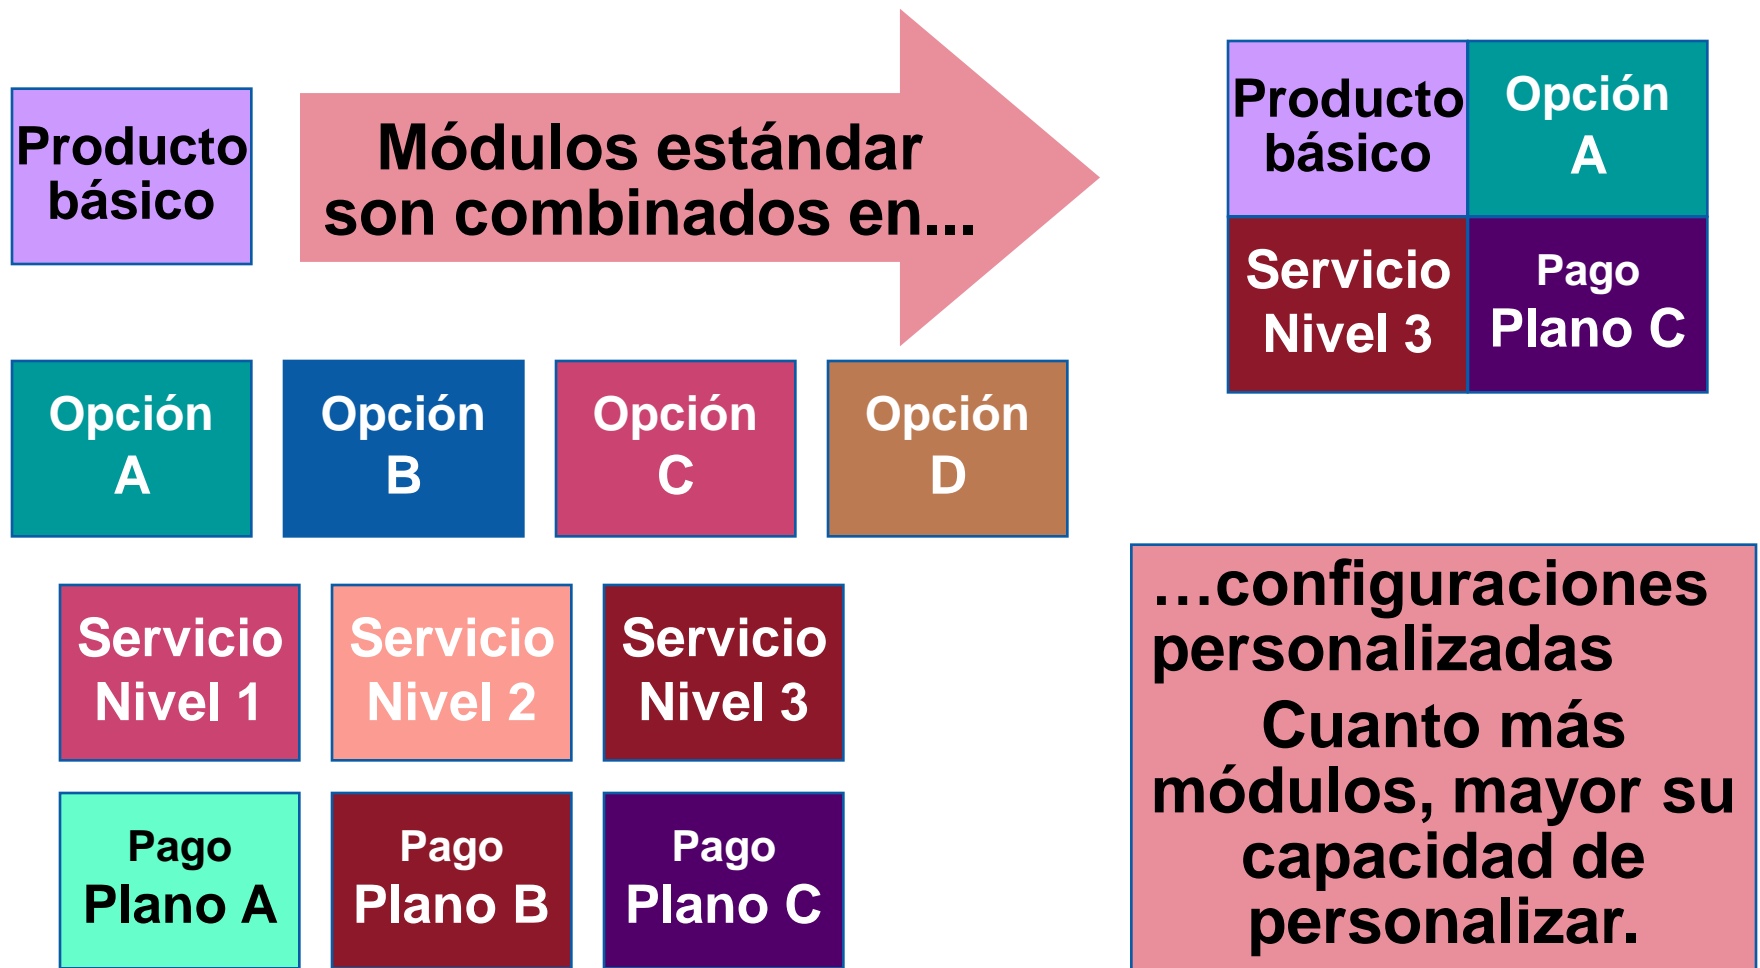 Producto
básico
Módulos estándar
son combinados en...
Producto
básico
Opción
A
Servicio
Nivel 3
Pago
Plano C
Opción
A
Opción
B
Opción
C
Opción
D
Servicio
Nivel 1
Servicio
Nivel 2
Servicio
Nivel 3
Pago
Plano A
Pago
Plano B
Pago
Plano C
…configuraciones
personalizadas
Cuanto más
módulos, mayor su
capacidad de
personalizar.